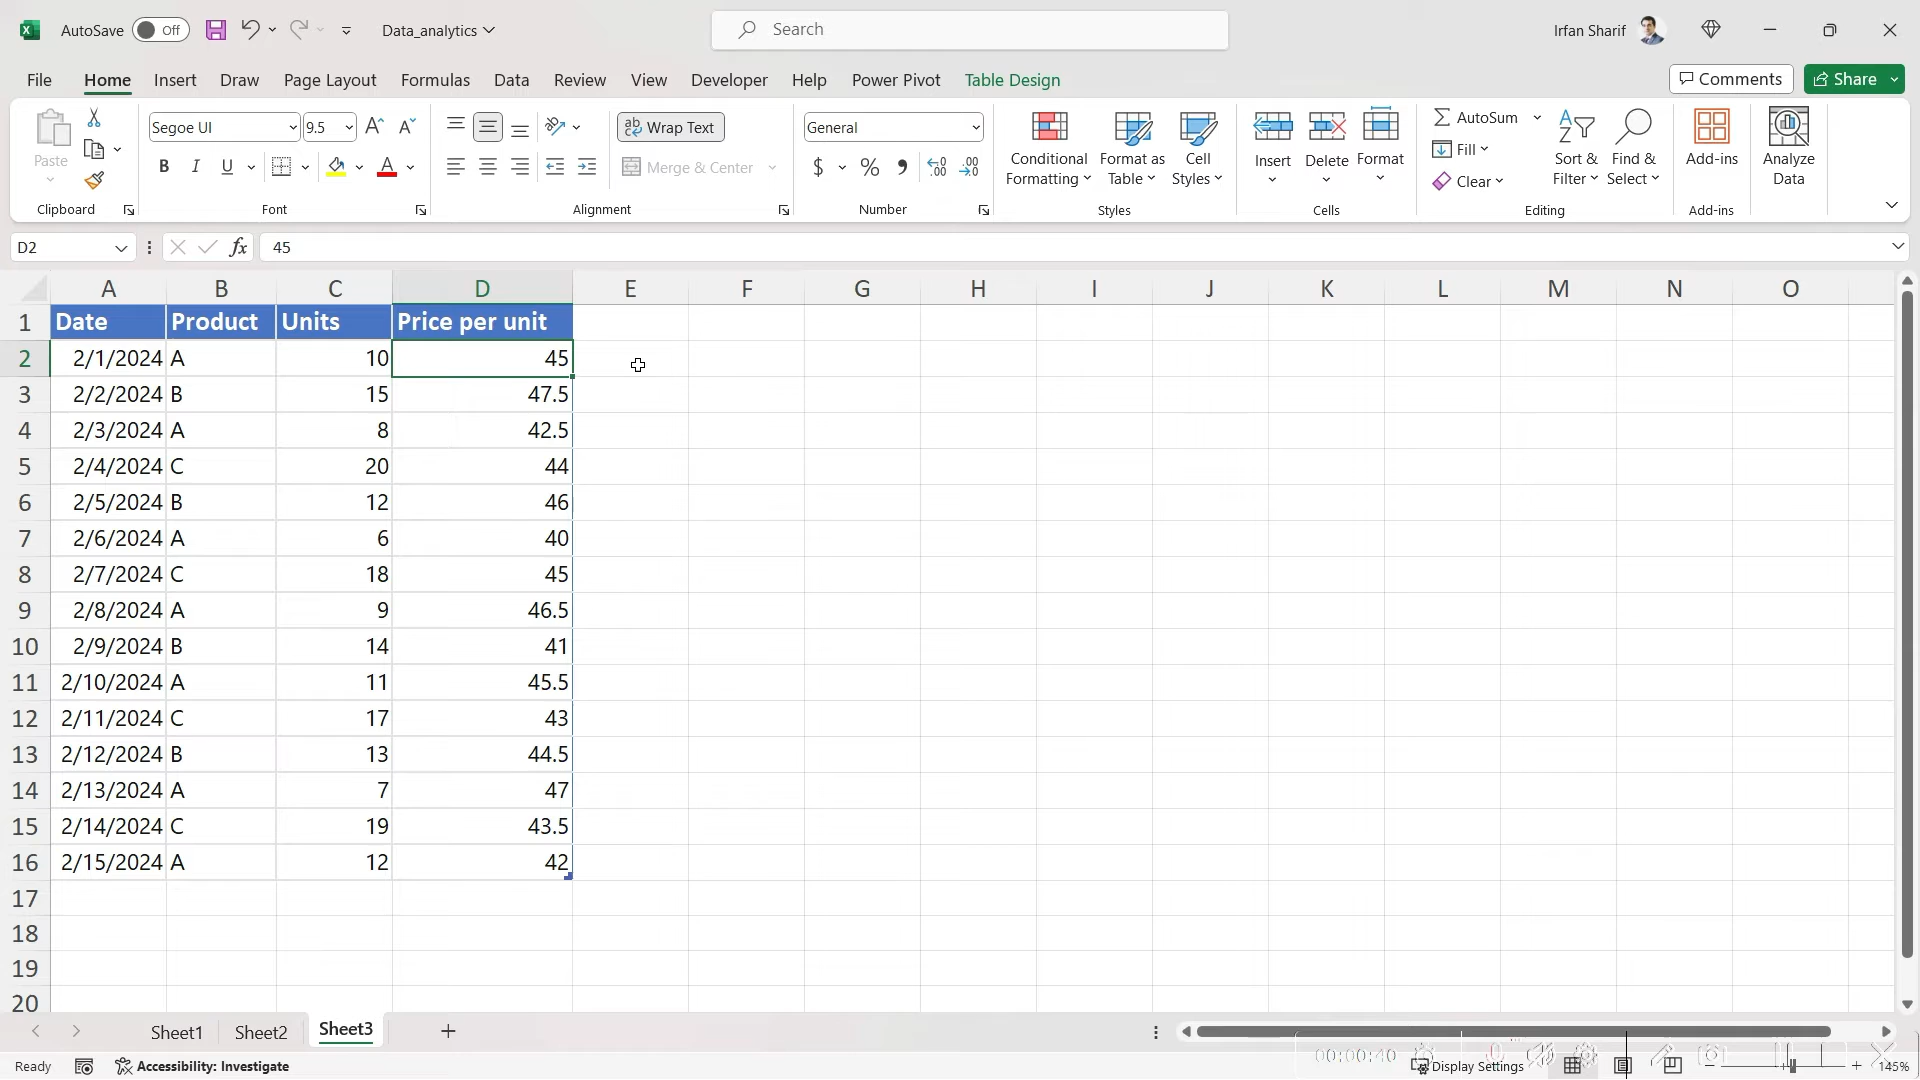 AutoSave Off Data_analytics Search Irfan Sharif
File Home Insert Draw Page Layout Formulas Data Review View Developer Help Power Pivot Table Design Comments Share
Paste Segoe UI 9.5 Wrap Text General Conditional Formatting Format as Table Cell Styles Insert Delete Format AutoSum Sort & Filter Find & Select Add-ins Analyze Data
B I U Merge & Center $ % Fill Clear
Clipboard Font Alignment Number Styles Cells Editing Add-ins
D2 fx 45
A B C D E F G H I J K L M N O
1 Date Product Units Price per unit
2 2/1/2024 A 10 45
3 2/2/2024 B 15 47.5
4 2/3/2024 A 8 42.5
5 2/4/2024 C 20 44
6 2/5/2024 B 12 46
7 2/6/2024 A 6 40
8 2/7/2024 C 18 45
9 2/8/2024 A 9 46.5
10 2/9/2024 B 14 41
11 2/10/2024 A 11 45.5
12 2/11/2024 C 17 43
13 2/12/2024 B 13 44.5
14 2/13/2024 A 7 47
15 2/14/2024 C 19 43.5
16 2/15/2024 A 12 42
17
18
19
20
Sheet1 Sheet2 Sheet3
Ready Accessibility: Investigate 00:00:40 Display Settings 145%